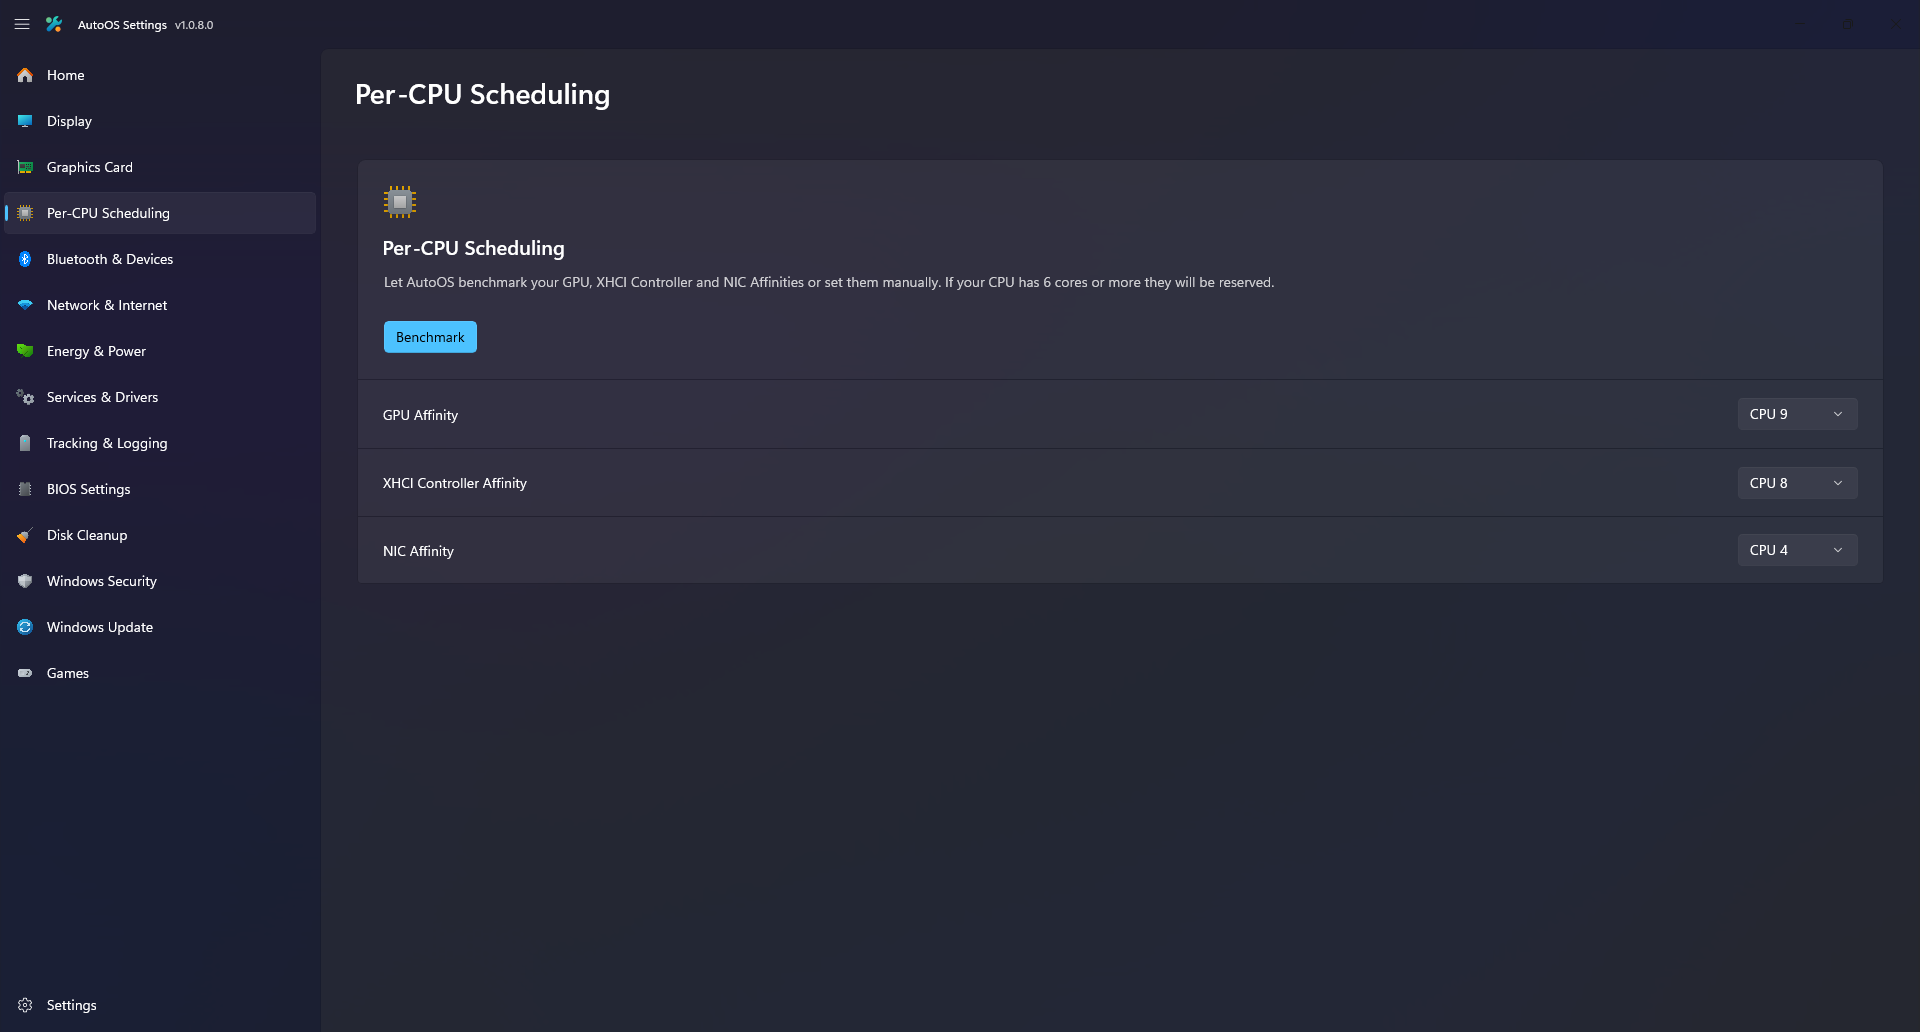 AutoOS Settings v1.0.8.0
Home
Display
Graphics Card
Per-CPU Scheduling
Bluetooth & Devices
Network & Internet
Energy & Power
Services & Drivers
Tracking & Logging
BIOS Settings
Disk Cleanup
Windows Security
Windows Update
Games
Settings
Per-CPU Scheduling
Per-CPU Scheduling
Let AutoOS benchmark your GPU, XHCI Controller and NIC Affinities or set them manually. If your CPU has 6 cores or more they will be reserved.
Benchmark
GPU Affinity CPU 9
XHCI Controller Affinity CPU 8
NIC Affinity CPU 4